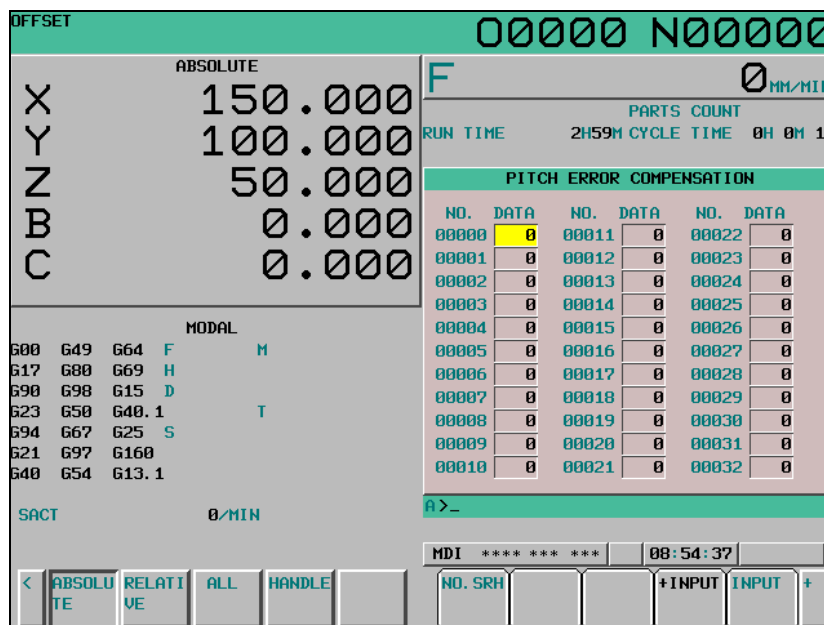 OFFSET
O0000 N00000
ABSOLUTE
X 150.000
Y 100.000
Z 50.000
B 0.000
C 0.000
F 0 MM/MI
PARTS COUNT
RUN TIME 2H59M CYCLE TIME 0H 0M 1
PITCH ERROR COMPENSATION
NO. DATA NO. DATA NO. DATA
00000 0 00011 0 00022 0
00001 0 00012 0 00023 0
00002 0 00013 0 00024 0
00003 0 00014 0 00025 0
00004 0 00015 0 00026 0
00005 0 00016 0 00027 0
00006 0 00017 0 00028 0
00007 0 00018 0 00029 0
00008 0 00019 0 00030 0
00009 0 00020 0 00031 0
00010 0 00021 0 00032 0
MODAL
G00 G49 G64 F M
G17 G80 G69 H
G90 G98 G15 D
G23 G50 G40.1 T
G94 G67 G25 S
G21 G97 G160
G40 G54 G13.1
SACT 0/MIN
A>_
MDI **** *** *** 08:54:37
< ABSOLU RELATI ALL HANDLE
TE VE
NO.SRH +INPUT INPUT +